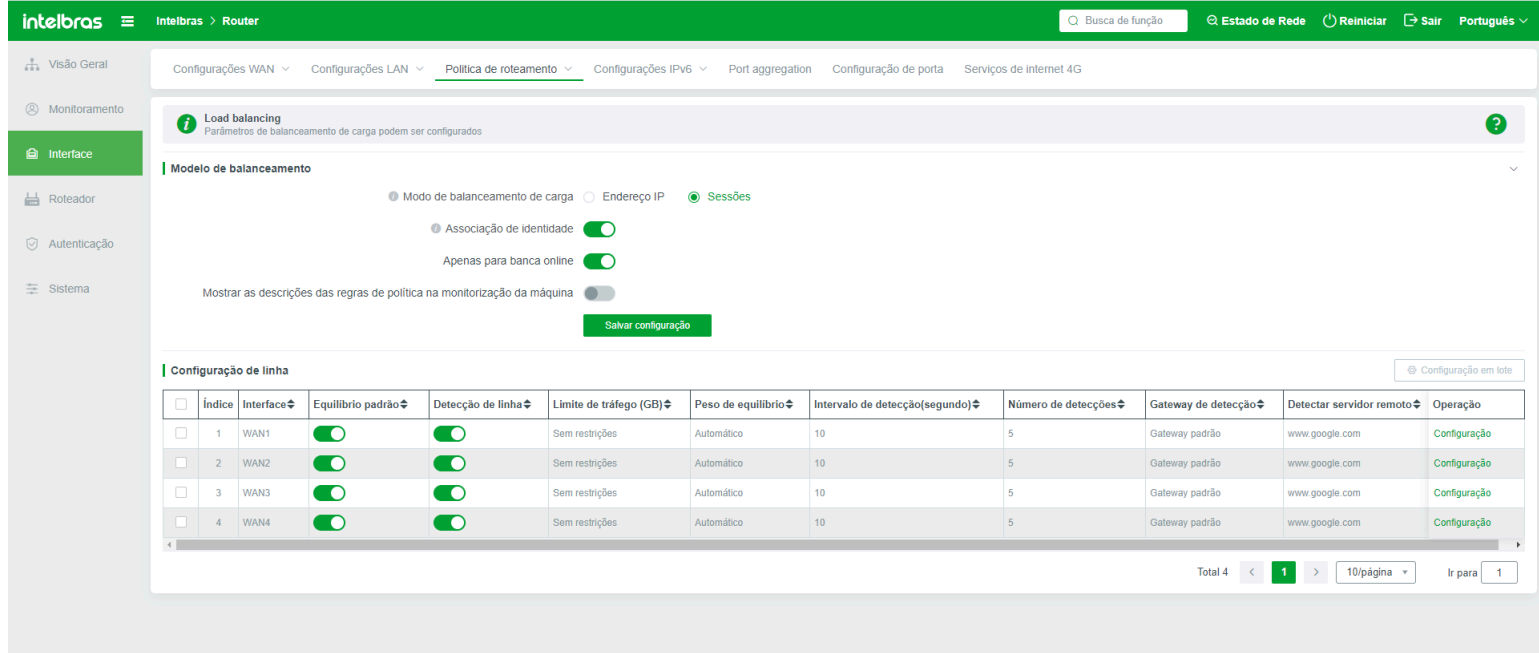 intelbras Intelbras > Router Busca de função Estado de Rede Reiniciar Sair Português
Visão Geral
Monitoramento
Interface
Roteador
Autenticação
Sistema
Configurações WAN Configurações LAN Política de roteamento Configurações IPv6 Port aggregation Configuração de porta Serviços de internet 4G
Load balancing
Parâmetros de balanceamento de carga podem ser configurados
Modelo de balanceamento
Modo de balanceamento de carga Endereço IP Sessões
Associação de identidade
Apenas para banca online
Mostrar as descrições das regras de política na monitorização da máquina
Salvar configuração
Configuração de linha Configuração em lote
Índice Interface Equilíbrio padrão Detecção de linha Limite de tráfego (GB) Peso de equilíbrio Intervalo de detecção(segundo) Número de detecções Gateway de detecção Detectar servidor remoto Operação
1 WAN1 Sem restrições Automático 10 5 Gateway padrão www.google.com Configuração
2 WAN2 Sem restrições Automático 10 5 Gateway padrão www.google.com Configuração
3 WAN3 Sem restrições Automático 10 5 Gateway padrão www.google.com Configuração
4 WAN4 Sem restrições Automático 10 5 Gateway padrão www.google.com Configuração
Total 4 < 1 > 10/página Ir para 1